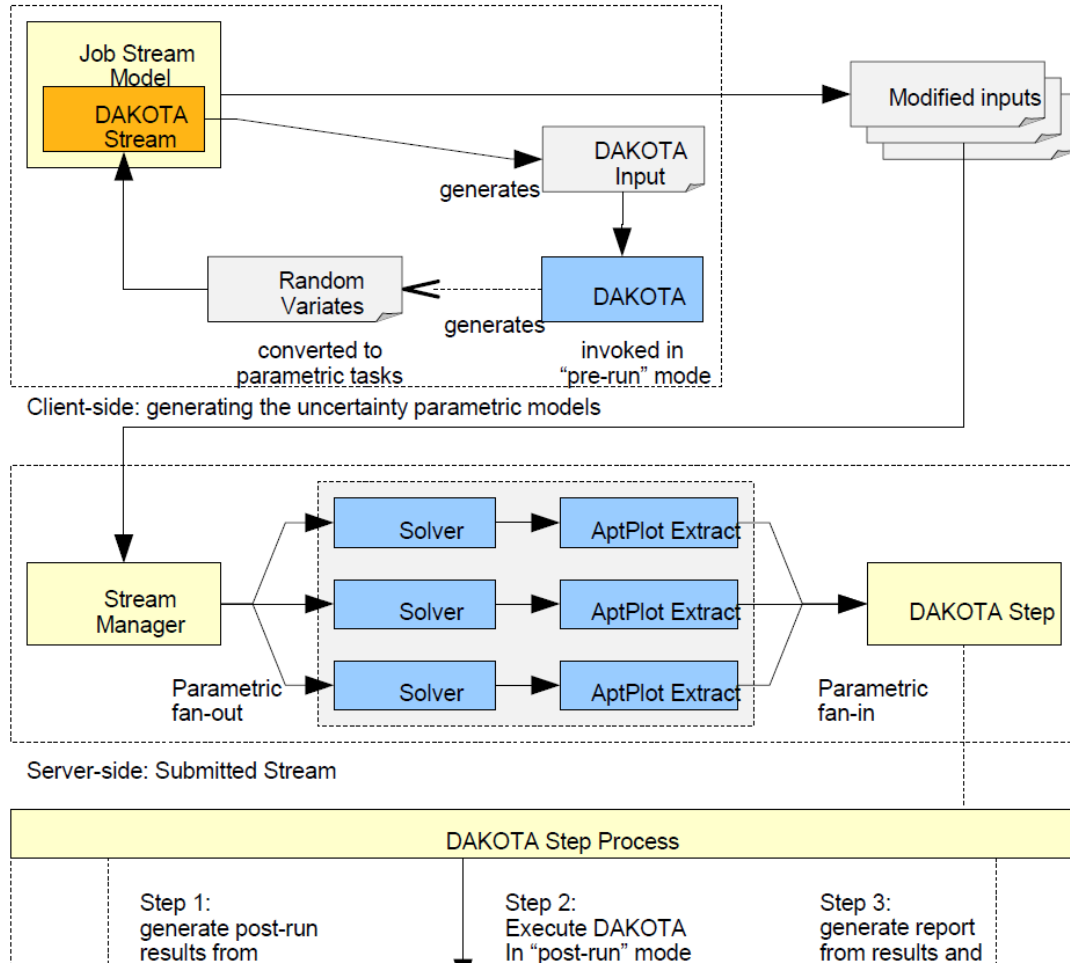 Job Stream
Model
DAKOTA
Stream
Modified inputs
DAKOTA
Input
generates
Random
Variates
DAKOTA
generates
converted to
parametric tasks
invoked in
“pre-run” mode
Client-side: generating the uncertainty parametric models
Solver
AptPlot Extract
Stream
Manager
Solver
AptPlot Extract
DAKOTA Step
Solver
AptPlot Extract
Parametric
fan-out
Parametric
fan-in
Server-side: Submitted Stream
DAKOTA Step Process
Step 1:
generate post-run
results from
Step 2:
Execute DAKOTA
In “post-run” mode
Step 3:
generate report
from results and